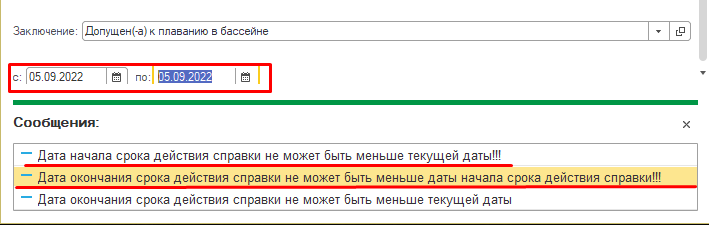 Заключение: Допущен(-а) к плаванию в бассейне
с: 05.09.2022 по: 05.09.2022
Сообщения:
Дата начала срока действия справки не может быть меньше текущей даты!!!
Дата окончания срока действия справки не может быть меньше даты начала срока действия справки!!!
Дата окончания срока действия справки не может быть меньше текущей даты